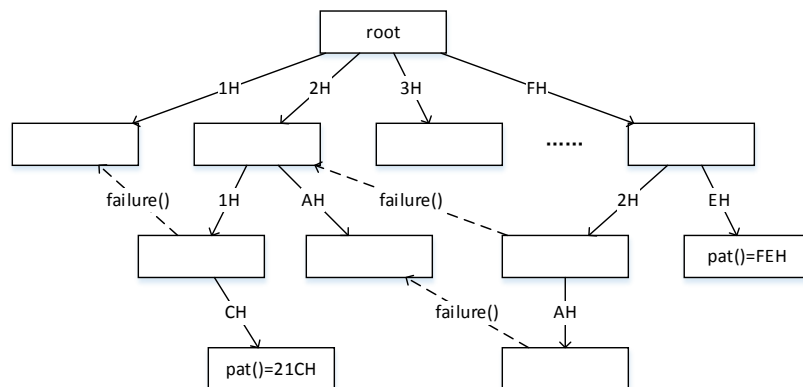 root
1H
2H
3H
FH
......
failure()
1H
AH
failure()
2H
EH
pat()=FEH
CH
failure()
AH
pat()=21CH